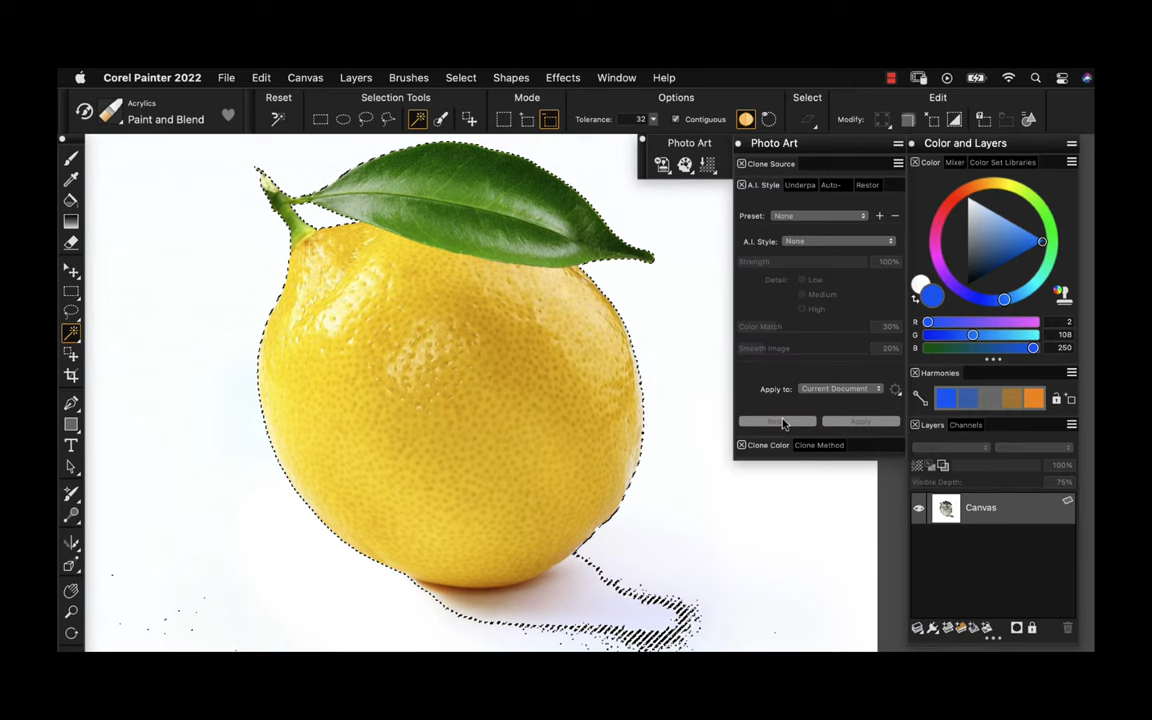 Corel Painter 2022 File Edit Canvas Layers Brushes Select Shapes Effects Window Help
Acrylics
Paint and Blend
Reset
Selection Tools
Mode
Options
Tolerance: 32
Contiguous
Select
Edit
Modify:
Photo Art
Photo Art
Clone Source
A.I. Style Underpa Auto- Restor
Preset: None
A.I. Style: None
Strength 100%
Detail: Low
Medium
High
Color Match 30%
Smooth Image 20%
Apply to: Current Document
Apply
Clone Color Clone Method
Color and Layers
Color Mixer Color Set Libraries
R 2
G 108
B 250
Harmonies
Layers Channels
100%
Visible Depth: 75%
Canvas
T